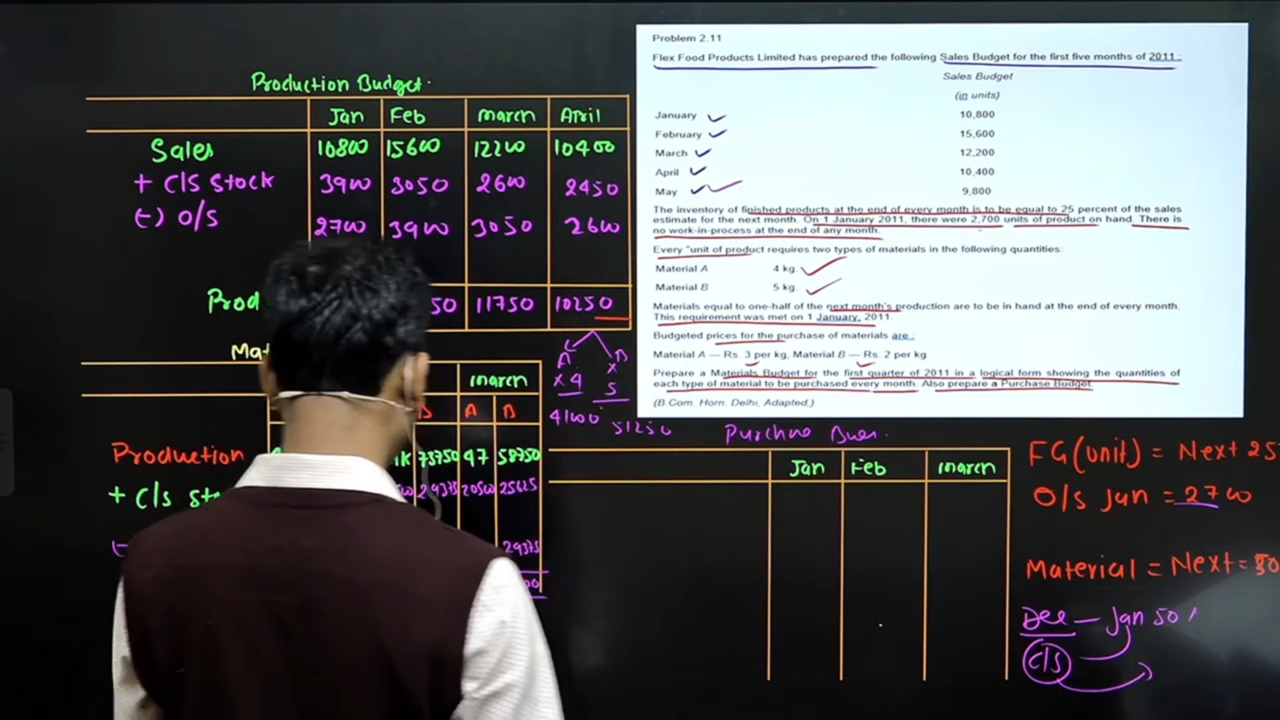 Production Budget.
Jan Feb march April
Sales 10800 15600 12200 10400
+ C/S Stock 3900 3050 2600 2450
(-) O/S 2700 3900 3050 2600
Prod 50 11750 10250
A B
x 4 x 5
41000 51250
Mat
march
B A B
Production 73750 47 58750
+ C/s St 24375 20500 25625
29375
Problem 2.11
Flex Food Products Limited has prepared the following Sales Budget for the first five months of 2011 :
Sales Budget
(in units)
January 10,800
February 15,600
March 12,200
April 10,400
May 9,800
The inventory of finished products at the end of every month is to be equal to 25 percent of the sales
estimate for the next month. On 1 January 2011, there were 2,700 units of product on hand. There is
no work-in-process at the end of any month.
Every "unit of product requires two types of materials in the following quantities:
Material A 4 kg
Material B 5 kg
Materials equal to one-half of the next month's production are to be in hand at the end of every month.
This requirement was met on 1 January, 2011.
Budgeted prices for the purchase of materials are :
Material A — Rs. 3 per kg, Material B — Rs. 2 per kg
Prepare a Materials Budget for the first quarter of 2011 in a logical form showing the quantities of
each type of material to be purchased every month. Also prepare a Purchase Budget.
(B.Com. Horn. Delhi, Adapted.)
Jan Feb march
FG(unit) = Next 25
O/S Jan = 2700
Material = Next = 50
Dec — Jan 50%
C/S